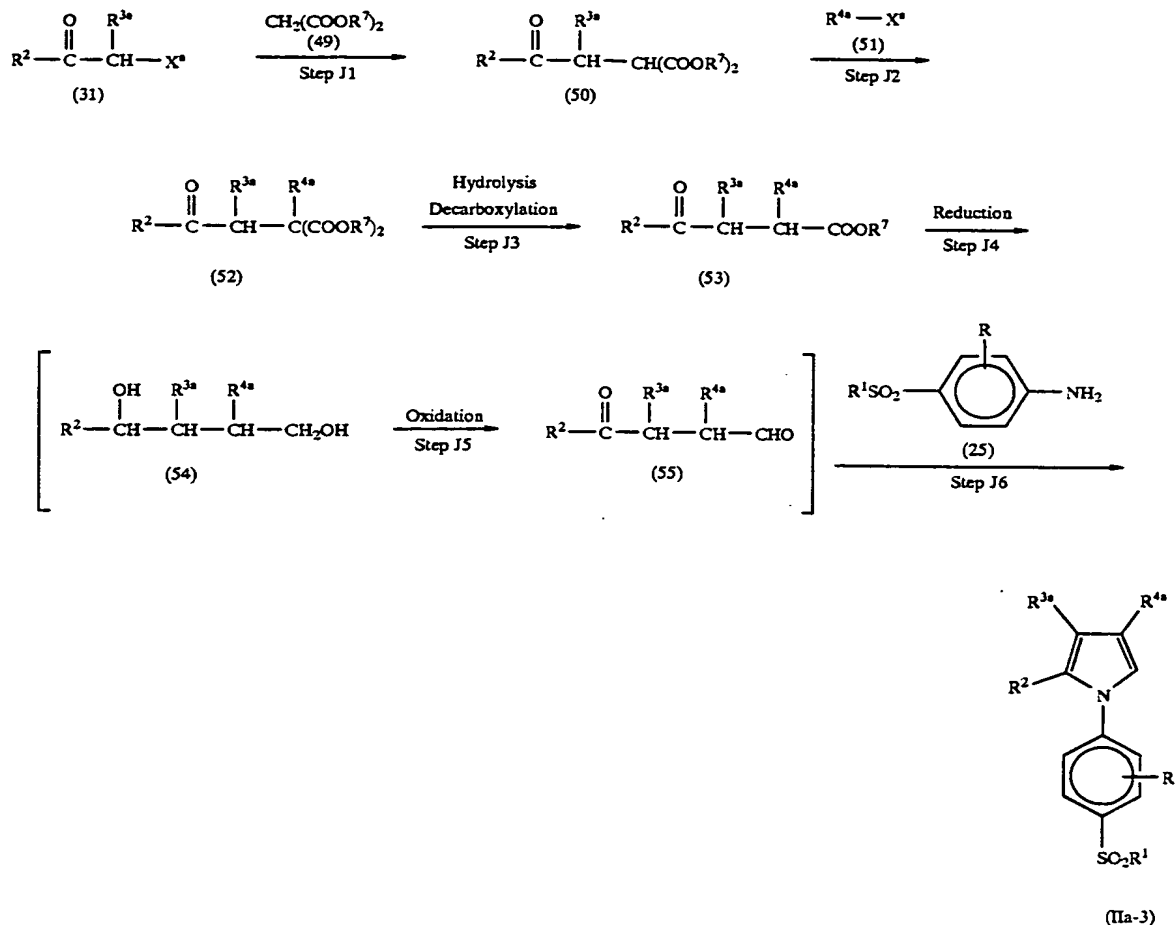 O R³ᵃ CH₂(COOR⁷)₂ O R³ᵃ R⁴ᵃ—Xᵃ
R²—C—CH—Xᵃ (49) R²—C—CH—CH(COOR⁷)₂ (51)
Step J1 Step J2
(31) (50)
O R³ᵃ R⁴ᵃ Hydrolysis O R³ᵃ R⁴ᵃ
R²—C—CH—C(COOR⁷)₂ Decarboxylation R²—C—CH—CH—COOR⁷ Reduction
Step J3 Step J4
(52) (53)
OH R³ᵃ R⁴ᵃ O R³ᵃ R⁴ᵃ R
R²—CH—CH—CH—CH₂OH Oxidation R²—C—CH—CH—CHO R¹SO₂ NH₂
Step J5 (25)
(54) (55) Step J6
R³ᵃ R⁴ᵃ
R² N
R
SO₂R¹
(IIa-3)